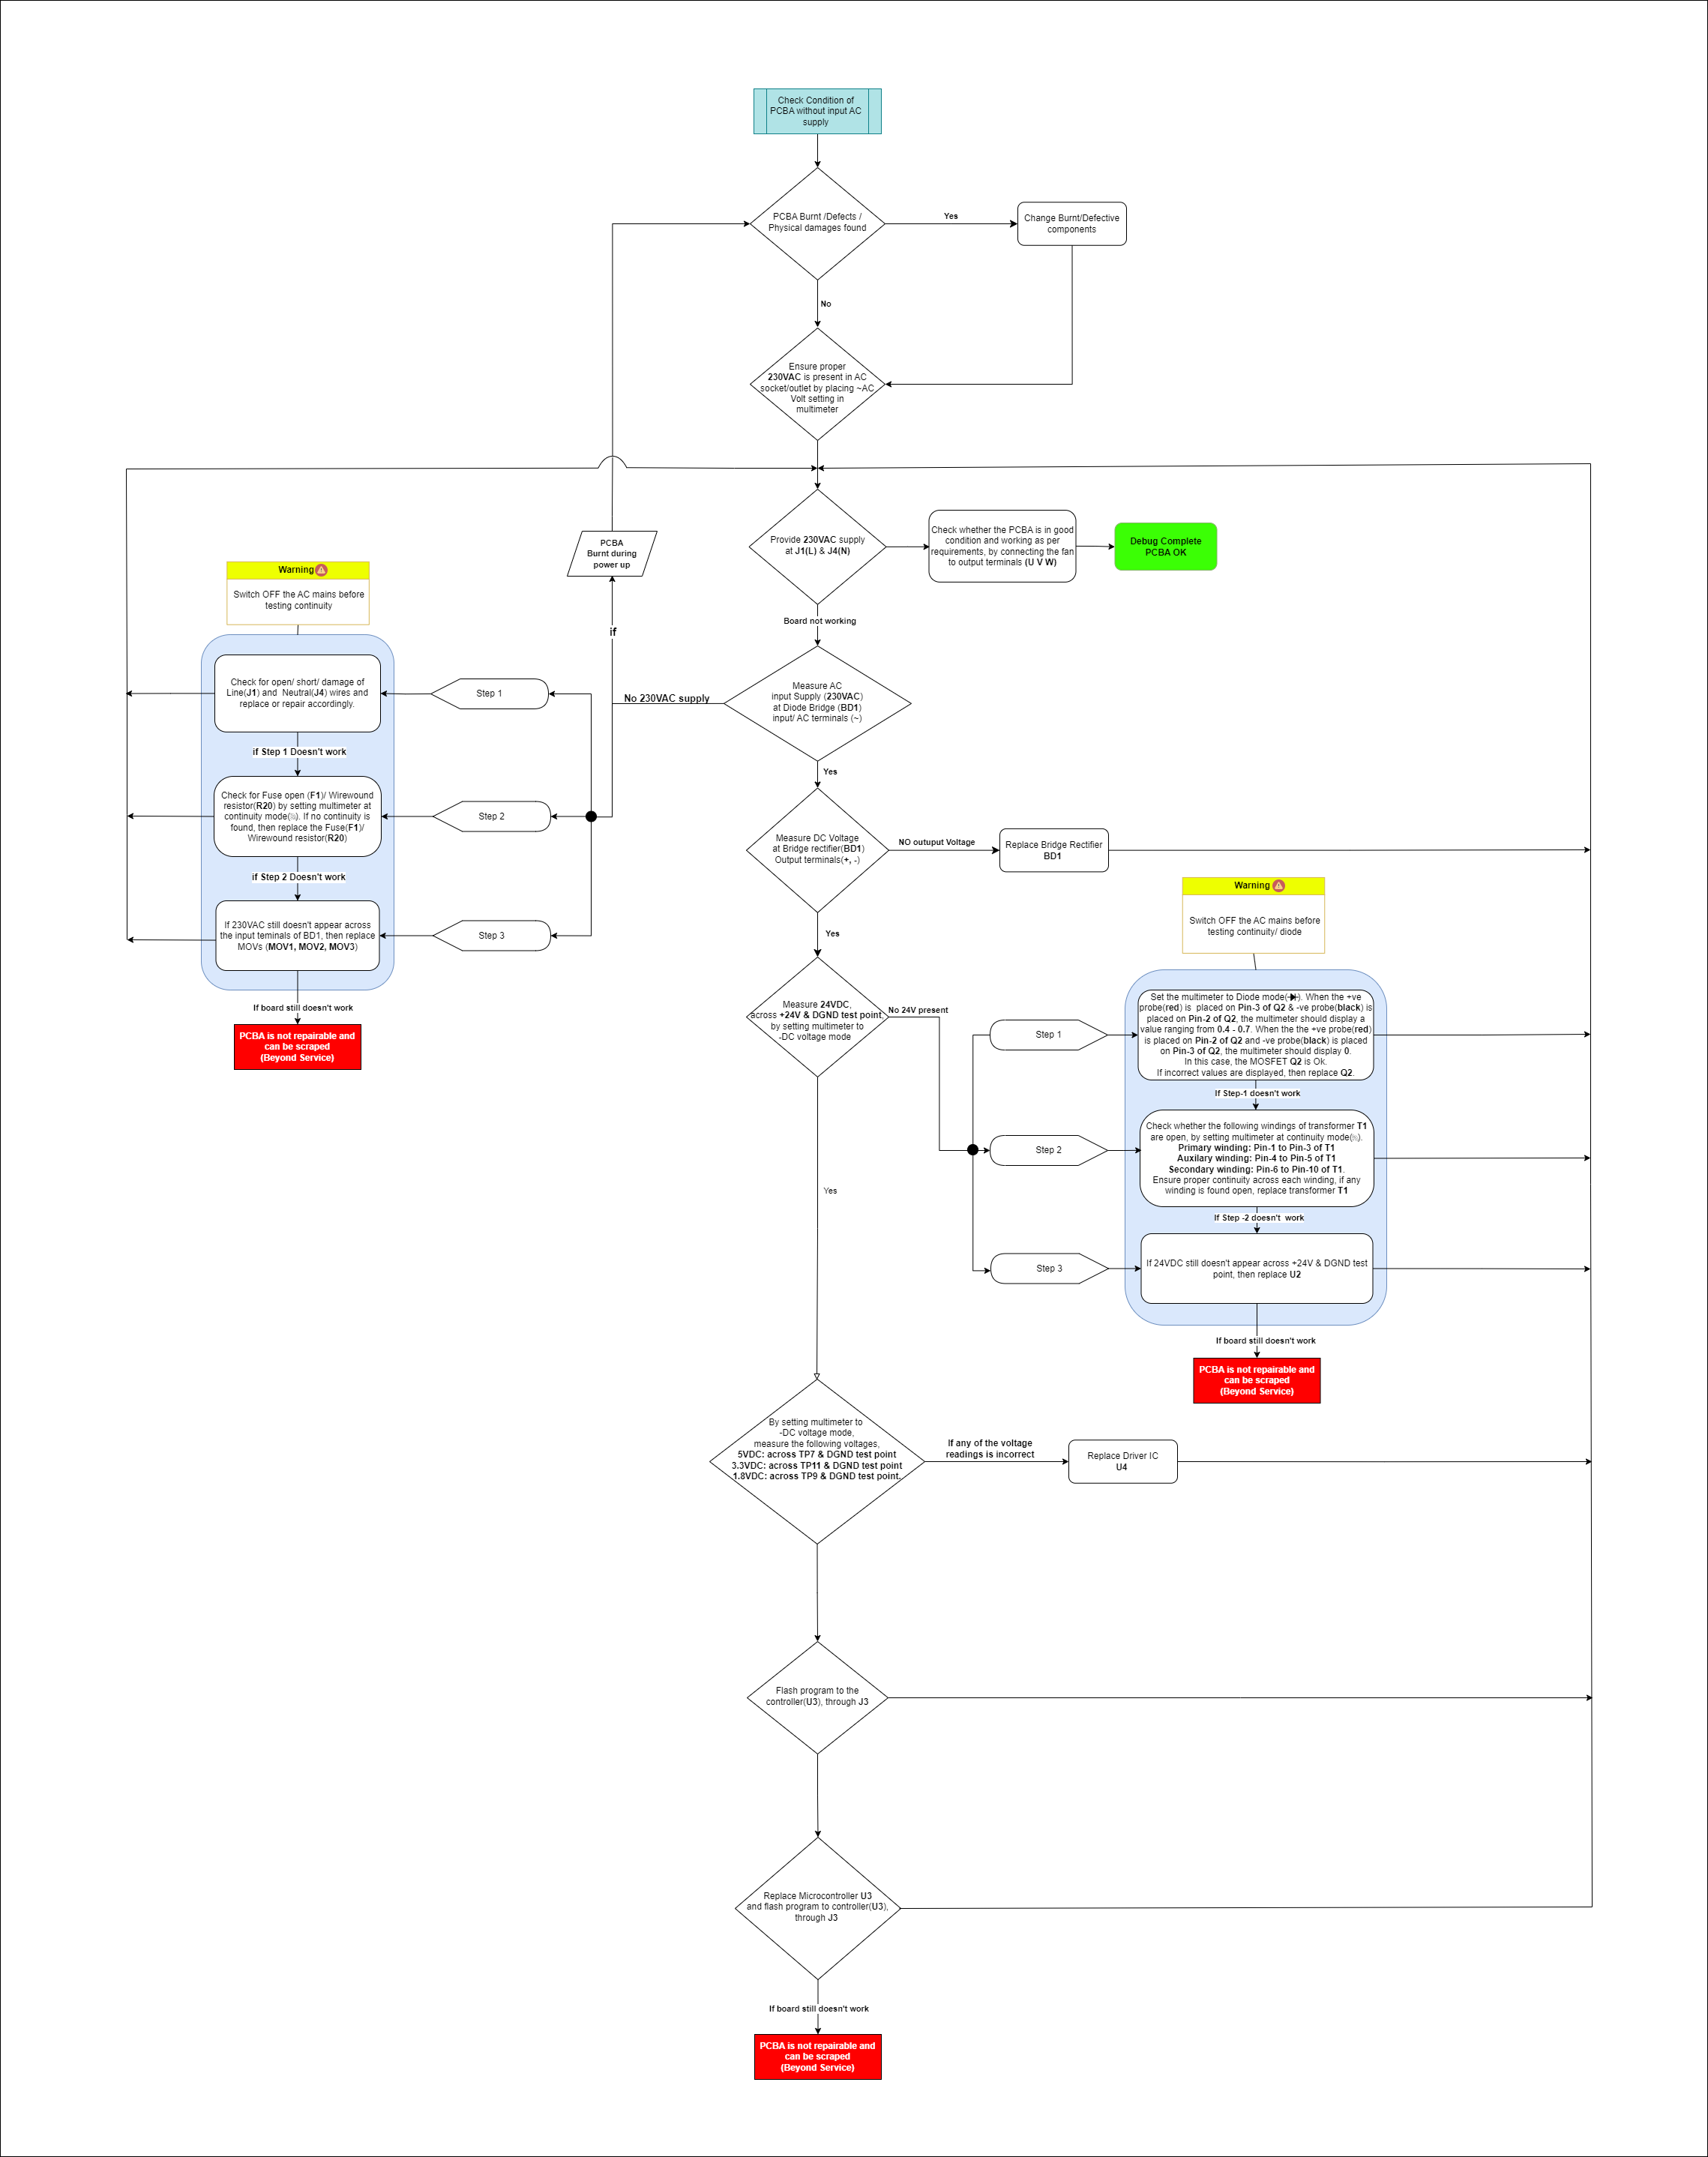 Check Condition of
PCBA without input AC
supply
PCBA Burnt /Defects /
Physical damages found
Yes
Change Burnt/Defective
components
No
Ensure proper
230VAC is present in AC
socket/outlet by placing ~AC
Volt setting in
multimeter
Provide 230VAC supply
at J1(L) & J4(N)
Check whether the PCBA is in good
condition and working as per
requirements, by connecting the fan
to output terminals (U V W)
Debug Complete
PCBA OK
PCBA
Burnt during
power up
if
Board not working
Measure AC
input Supply (230VAC)
at Diode Bridge (BD1)
input/ AC terminals (~)
No 230VAC supply
Warning
Switch OFF the AC mains before
testing continuity
Step 1
Check for open/ short/ damage of
Line(J1) and Neutral(J4) wires and
replace or repair accordingly.
if Step 1 Doesn't work
Step 2
Check for Fuse open (F1)/ Wirewound
resistor(R20) by setting multimeter at
continuity mode(). If no continuity is
found, then replace the Fuse(F1)/
Wirewound resistor(R20)
if Step 2 Doesn't work
Step 3
If 230VAC still doesn't appear across
the input teminals of BD1, then replace
MOVs (MOV1, MOV2, MOV3)
If board still doesn't work
PCBA is not repairable and
can be scraped
(Beyond Service)
Yes
Measure DC Voltage
at Bridge rectifier(BD1)
Output terminals(+, -)
NO outuput Voltage
Replace Bridge Rectifier
BD1
Yes
Measure 24VDC,
across +24V & DGND test point,
by setting multimeter to
-DC voltage mode
No 24V present
Warning
Switch OFF the AC mains before
testing continuity/ diode
Step 1
Set the multimeter to Diode mode(). When the +ve
probe(red) is placed on Pin-3 of Q2 & -ve probe(black) is
placed on Pin-2 of Q2, the multimeter should display a
value ranging from 0.4 - 0.7. When the the +ve probe(red)
is placed on Pin-2 of Q2 and -ve probe(black) is placed
on Pin-3 of Q2, the multimeter should display 0.
In this case, the MOSFET Q2 is Ok.
If incorrect values are displayed, then replace Q2.
If Step-1 doesn't work
Step 2
Check whether the following windings of transformer T1
are open, by setting multimeter at continuity mode().
Primary winding: Pin-1 to Pin-3 of T1
Auxilary winding: Pin-4 to Pin-5 of T1
Secondary winding: Pin-6 to Pin-10 of T1.
Ensure proper continuity across each winding, if any
winding is found open, replace transformer T1
If Step -2 doesn't work
Step 3
If 24VDC still doesn't appear across +24V & DGND test
point, then replace U2
If board still doesn't work
PCBA is not repairable and
can be scraped
(Beyond Service)
Yes
By setting multimeter to
-DC voltage mode,
measure the following voltages,
5VDC: across TP7 & DGND test point
3.3VDC: across TP11 & DGND test point
1.8VDC: across TP9 & DGND test point.
If any of the voltage
readings is incorrect
Replace Driver IC
U4
Flash program to the
controller(U3), through J3
Replace Microcontroller U3
and flash program to controller(U3),
through J3
If board still doesn't work
PCBA is not repairable and
can be scraped
(Beyond Service)